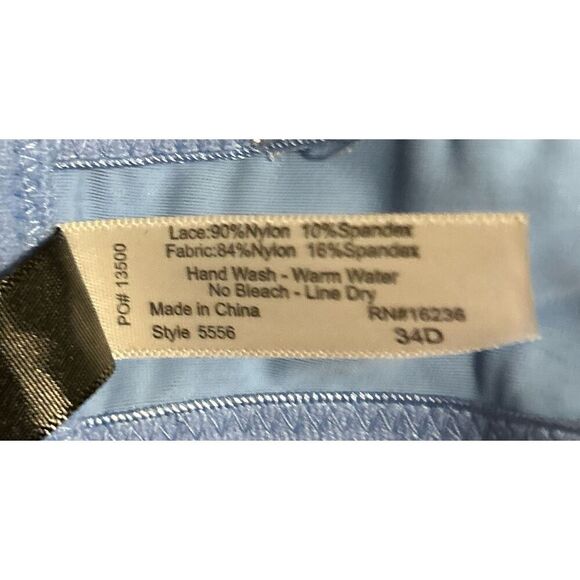 Lace:90%Nylon 10%Spandex
Fabric:84%Nylon 16%Spandex
Hand Wash - Warm Water
No Bleach - Line Dry
Made in China RN#16236
Style 5556 34D
PO# 13500